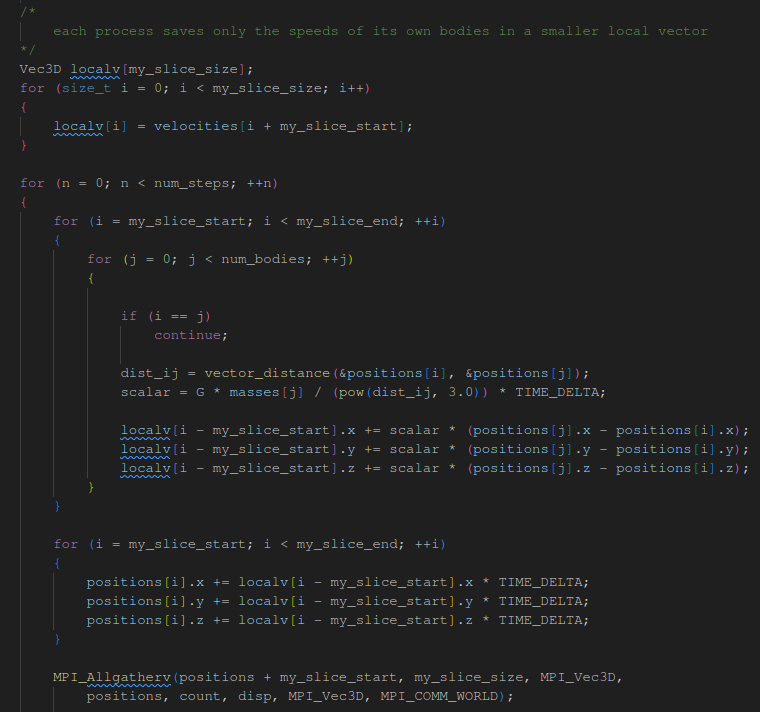 /*
each process saves only the speeds of its own bodies in a smaller local vector
*/
Vec3D localv[my_slice_size];
for (size_t i = 0; i < my_slice_size; i++)
{
localv[i] = velocities[i + my_slice_start];
}
for (n = 0; n < num_steps; ++n)
{
for (i = my_slice_start; i < my_slice_end; ++i)
{
for (j = 0; j < num_bodies; ++j)
{
if (i == j)
continue;
dist_ij = vector_distance(&positions[i], &positions[j]);
scalar = G * masses[j] / (pow(dist_ij, 3.0)) * TIME_DELTA;
localv[i - my_slice_start].x += scalar * (positions[j].x - positions[i].x);
localv[i - my_slice_start].y += scalar * (positions[j].y - positions[i].y);
localv[i - my_slice_start].z += scalar * (positions[j].z - positions[i].z);
}
}
for (i = my_slice_start; i < my_slice_end; ++i)
{
positions[i].x += localv[i - my_slice_start].x * TIME_DELTA;
positions[i].y += localv[i - my_slice_start].y * TIME_DELTA;
positions[i].z += localv[i - my_slice_start].z * TIME_DELTA;
}
MPI_Allgatherv(positions + my_slice_start, my_slice_size, MPI_Vec3D,
positions, count, disp, MPI_Vec3D, MPI_COMM_WORLD);